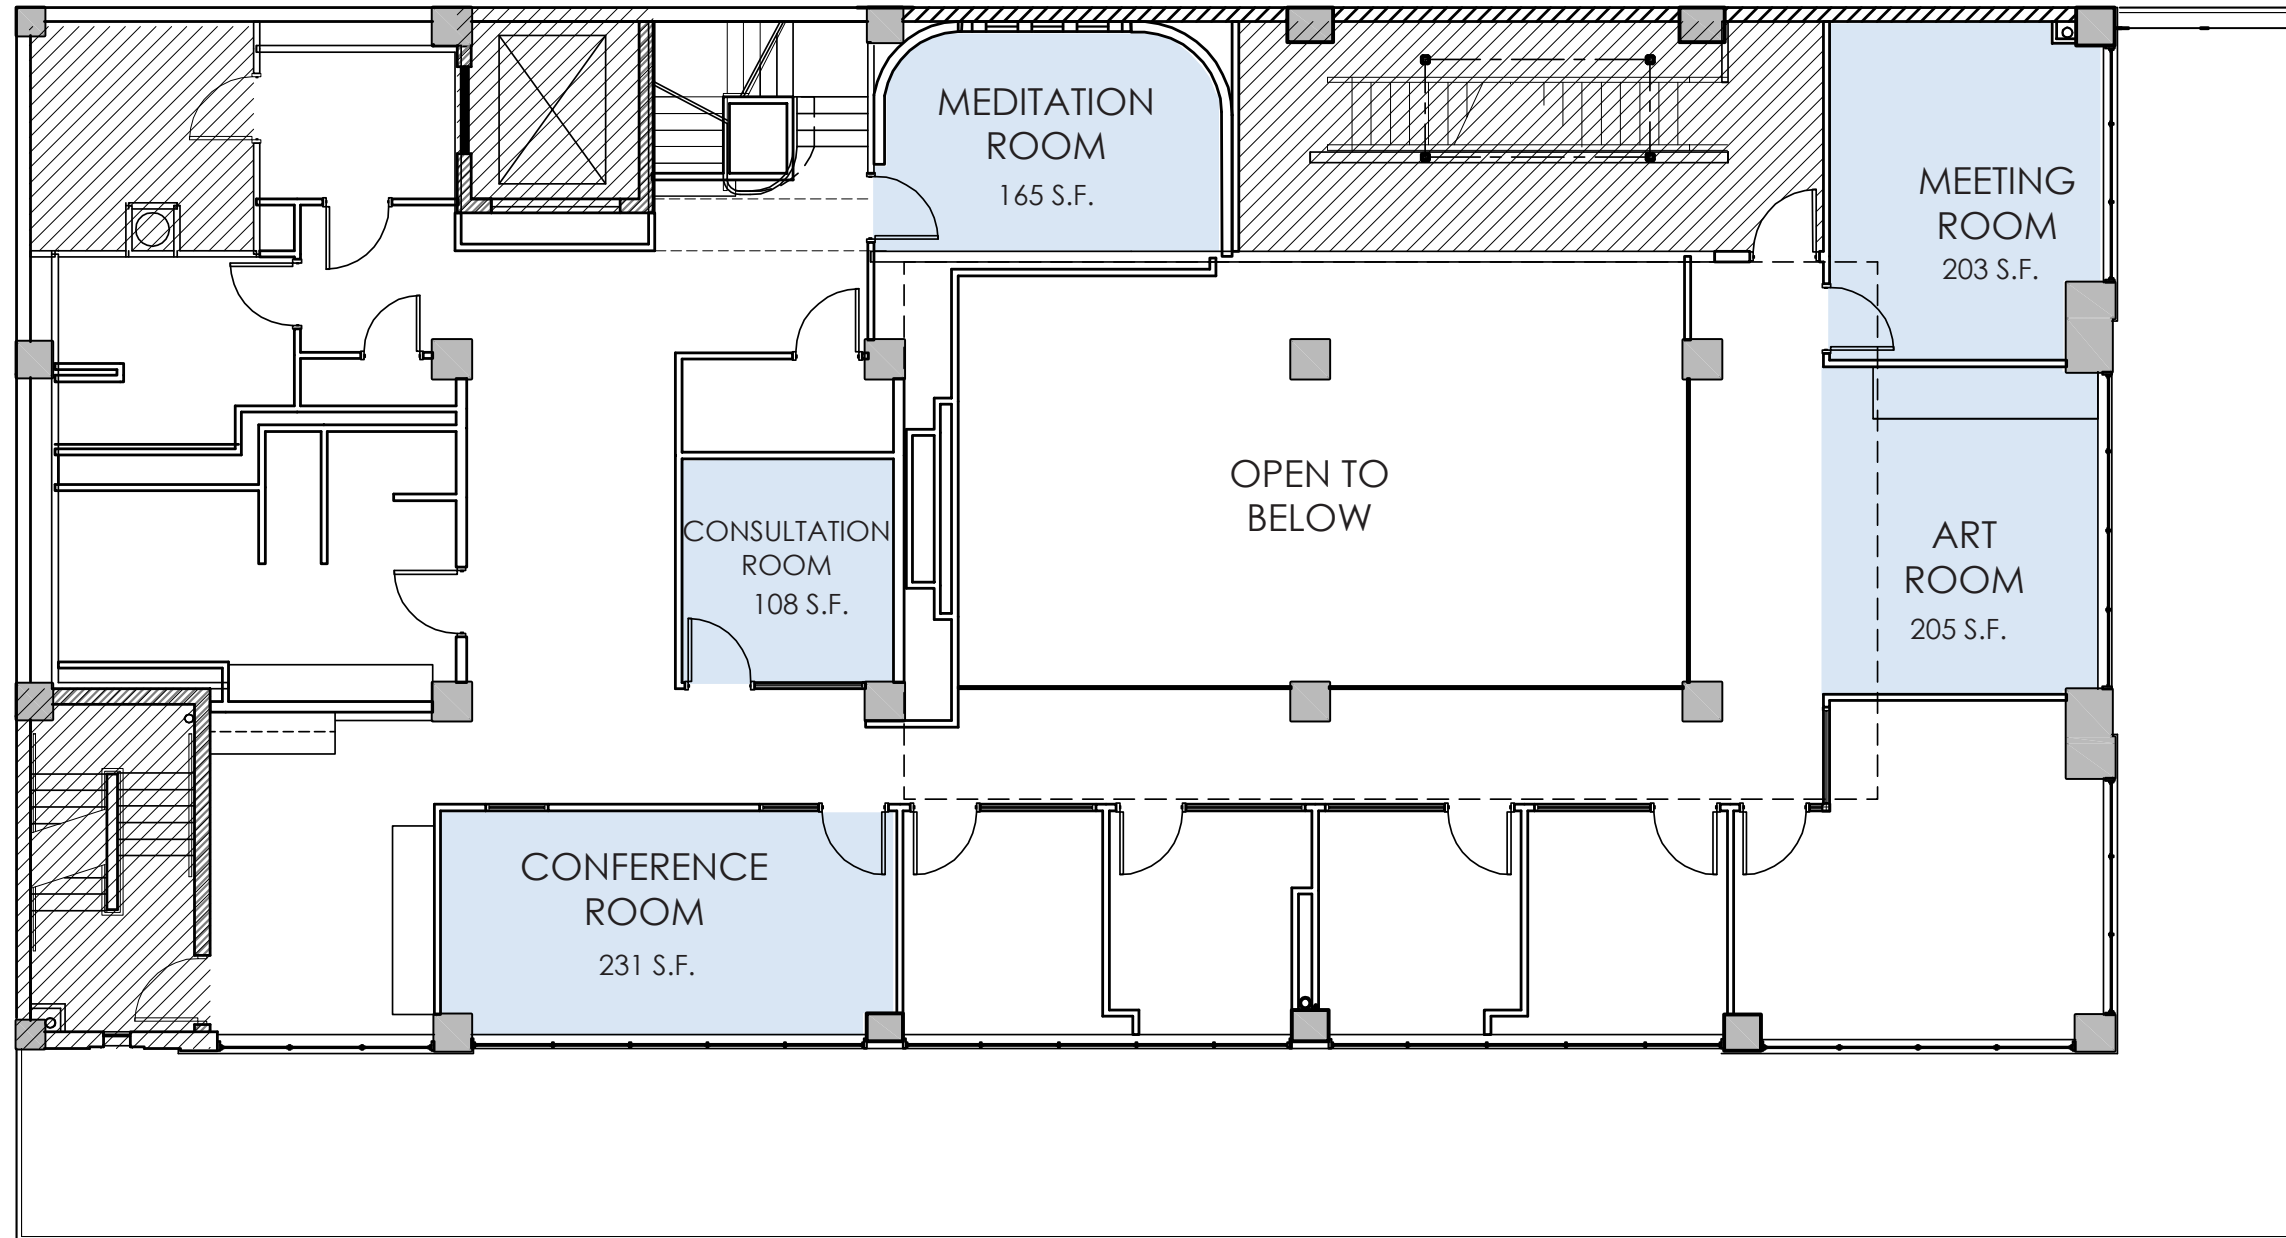 MEDITATION
ROOM
165 S.F.
MEETING
ROOM
203 S.F.
OPEN TO
BELOW
CONSULTATION
ROOM
108 S.F.
ART
ROOM
205 S.F.
CONFERENCE
ROOM
231 S.F.